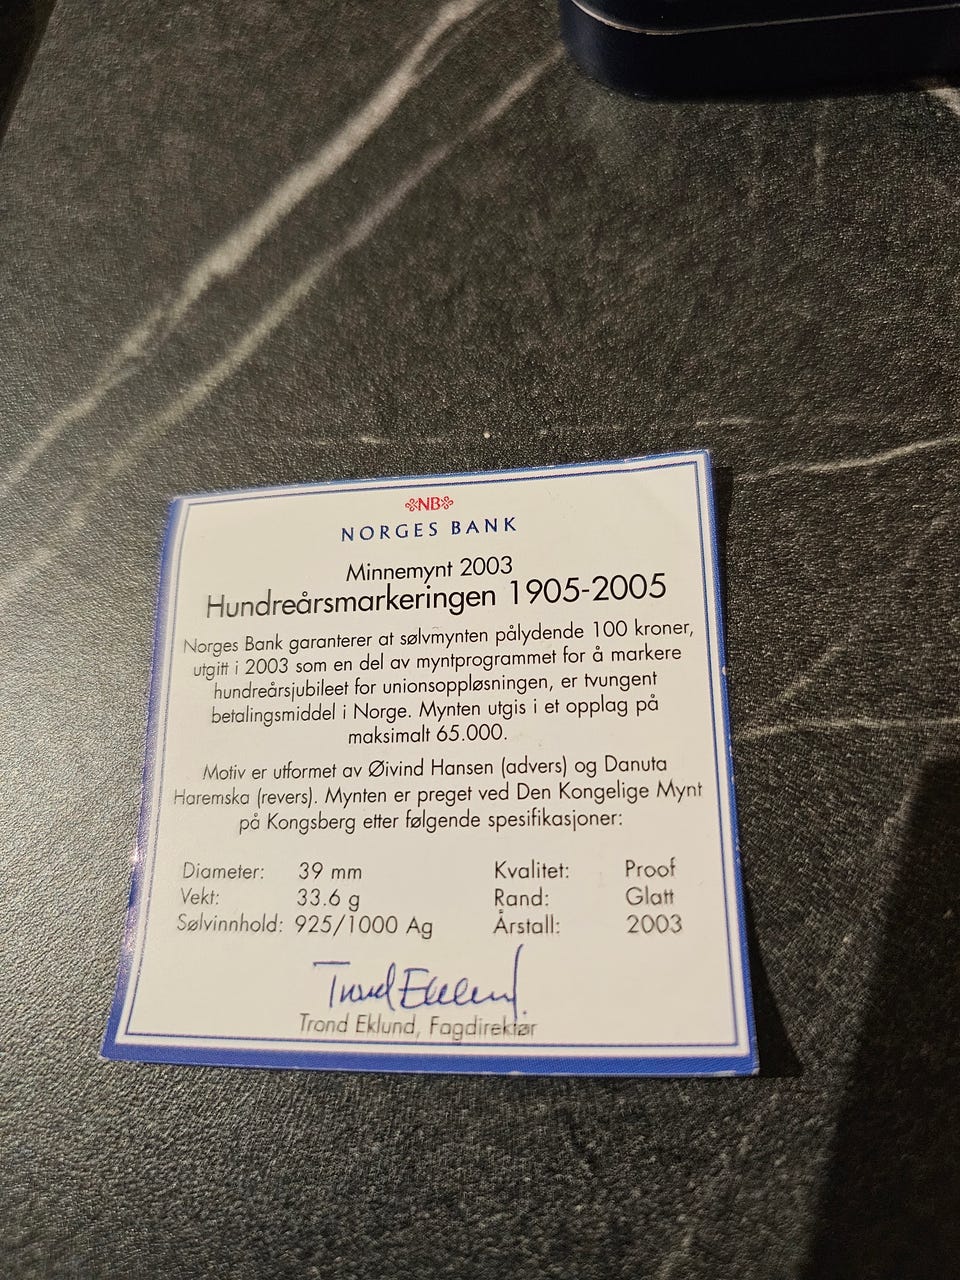 NB
NORGES BANK
Minnemynt 2003
Hundreårsmarkeringen 1905-2005
Norges Bank garanterer at sølvmynten pålydende 100 kroner,
utgitt i 2003 som en del av myntprogrammet for å markere
hundreårsjubileet for unionsoppløsningen, er tvungent
betalingsmiddel i Norge. Mynten utgis i et opplag på
maksimalt 65.000.
Motiv er utformet av Øivind Hansen (advers) og Danuta
Haremska (revers). Mynten er preget ved Den Kongelige Mynt
på Kongsberg etter følgende spesifikasjoner:
Diameter: 39 mm Kvalitet: Proof
Vekt: 33.6 g Rand: Glatt
Sølvinnhold: 925/1000 Ag Årstall: 2003
Trond Eklund
Trond Eklund, Fagdirektør